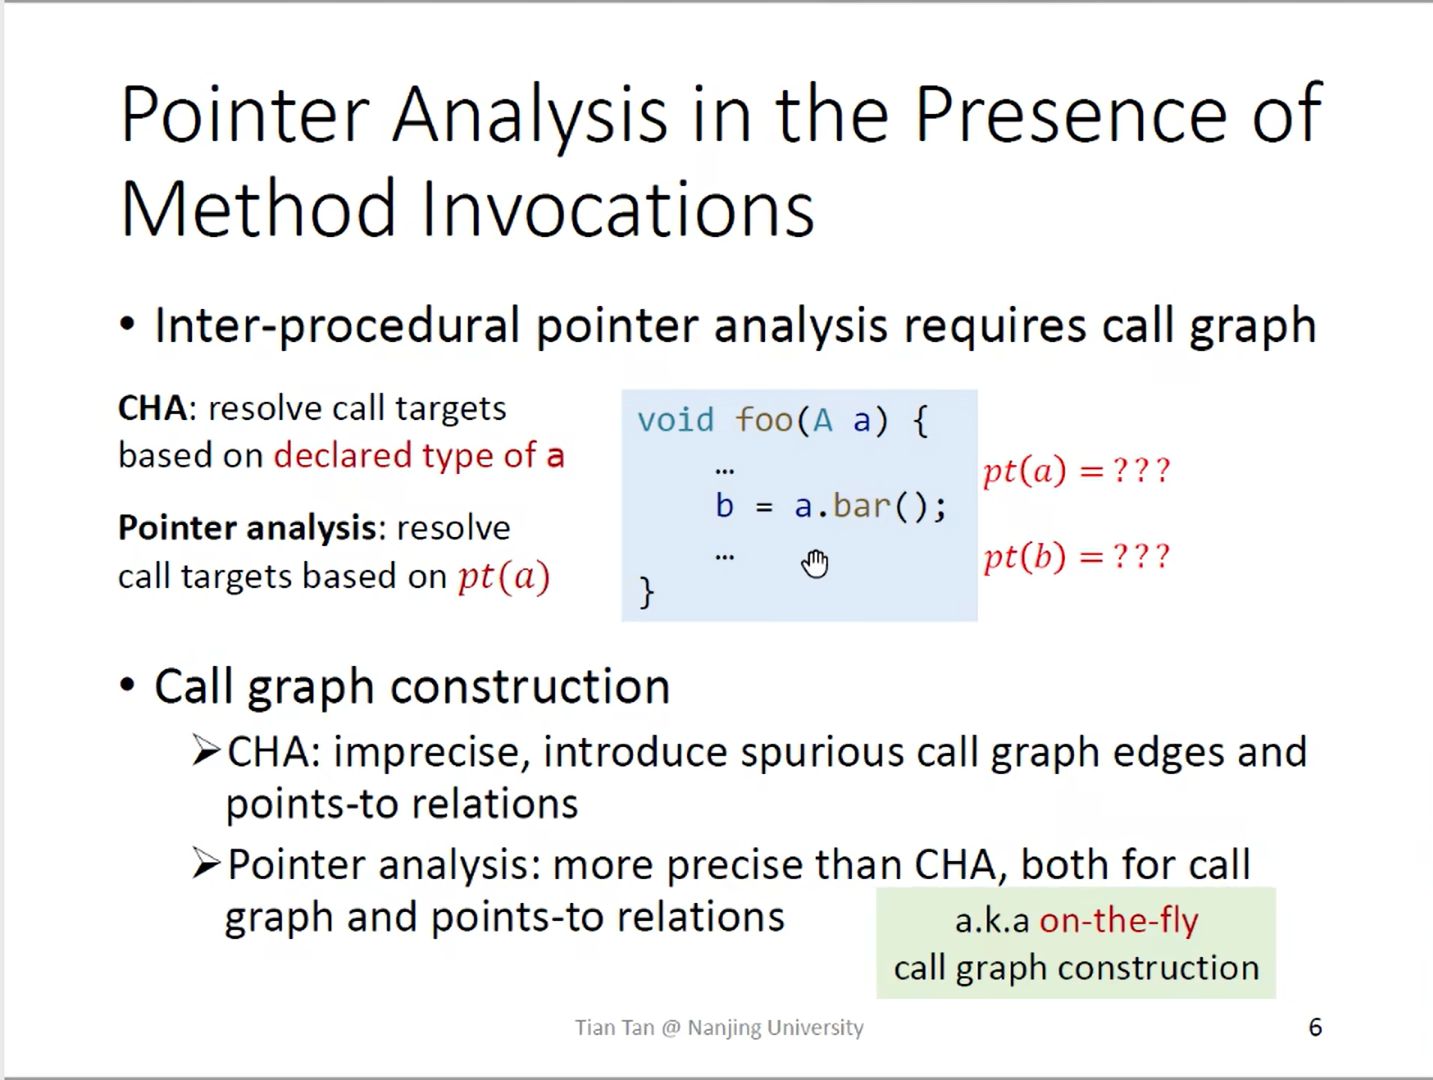 Pointer Analysis in the Presence of
Method Invocations
• Inter-procedural pointer analysis requires call graph
CHA: resolve call targets
based on declared type of a
Pointer analysis: resolve
call targets based on pt(a)
void foo(A a) {
…
b = a.bar();
…
}
pt(a) = ???
pt(b) = ???
• Call graph construction
➢CHA: imprecise, introduce spurious call graph edges and
points-to relations
➢Pointer analysis: more precise than CHA, both for call
graph and points-to relations
a.k.a on-the-fly
call graph construction
Tian Tan @ Nanjing University
6